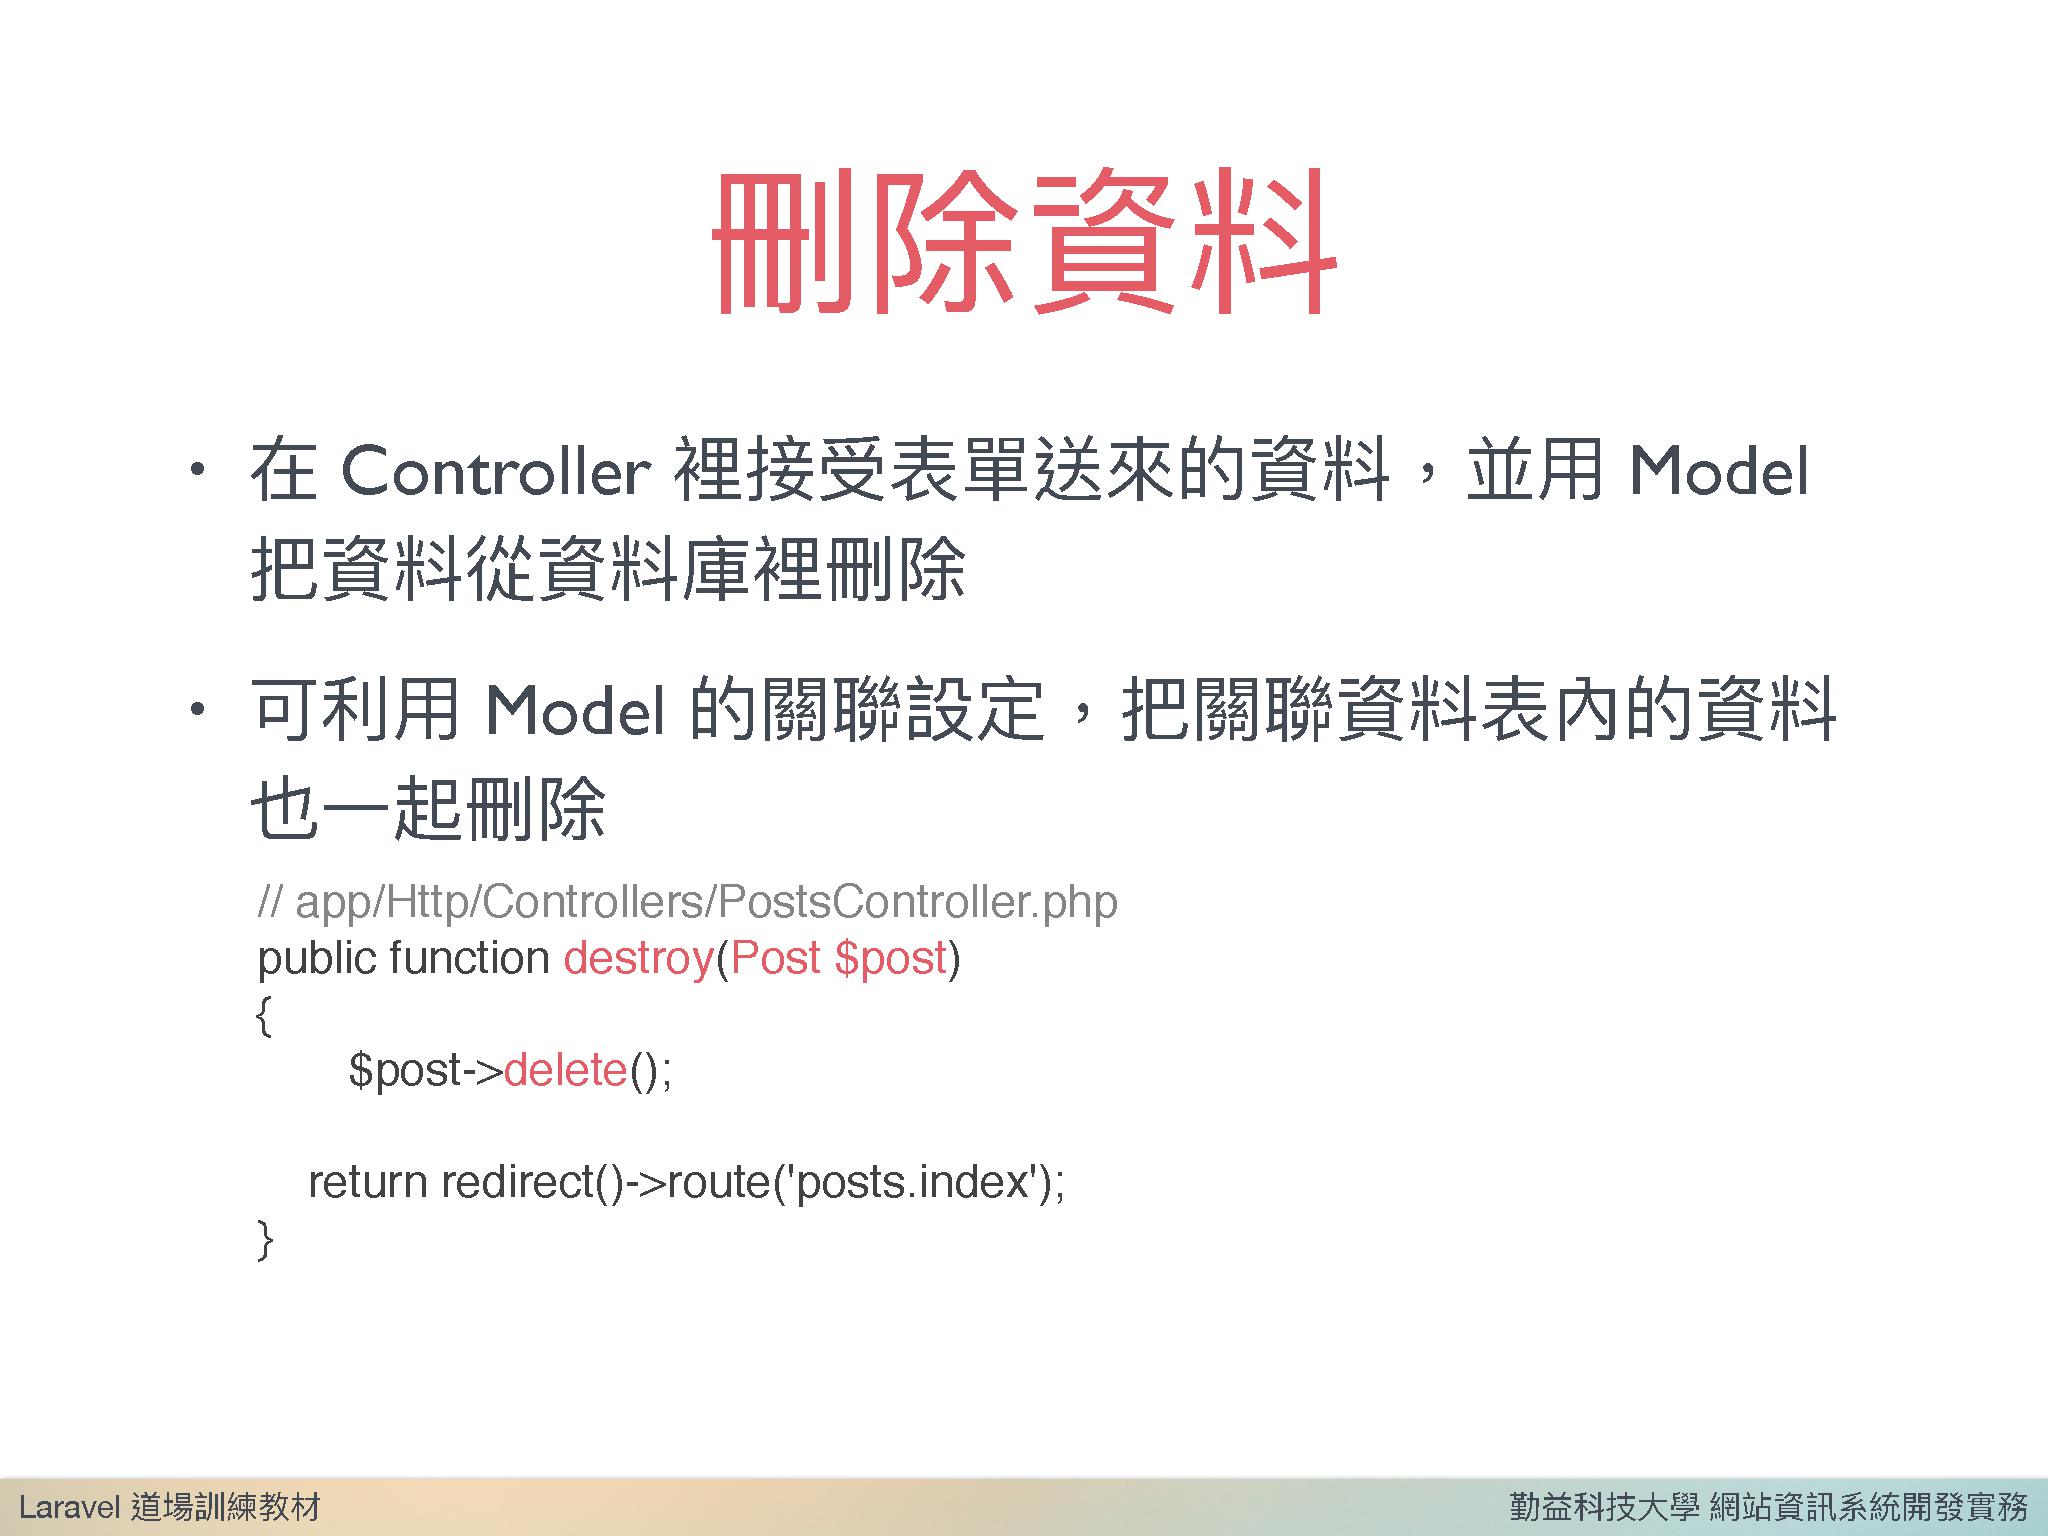 刪除資料
• 在 Controller 裡接受表單送來的資料，並用 Model
把資料從資料庫裡刪除
• 可利用 Model 的關聯設定，把關聯資料表內的資料
也一起刪除
// app/Http/Controllers/PostsController.php
public function destroy(Post $post)
{
$post->delete();
return redirect()->route('posts.index');
}
Laravel 道場訓練教材
勤益科技大學 網站資訊系統開發實務